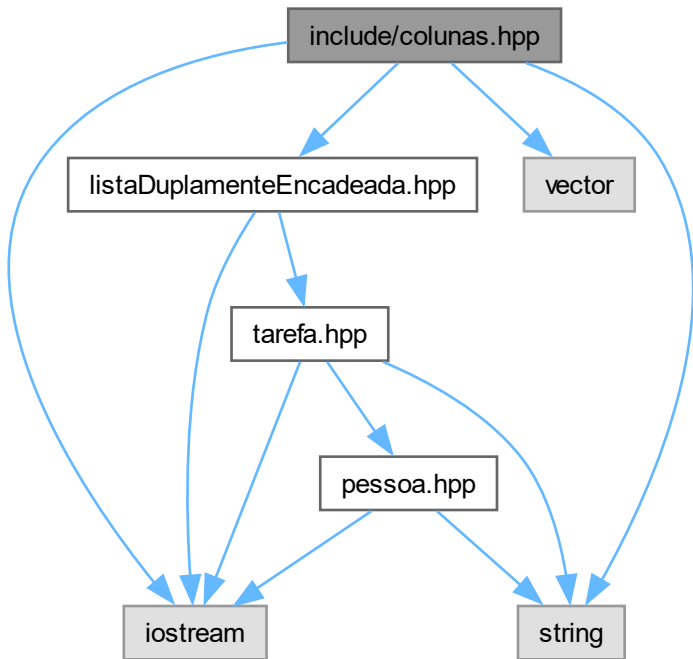 include/colunas.hpp
listaDuplamenteEncadeada.hpp
vector
tarefa.hpp
pessoa.hpp
iostream
string